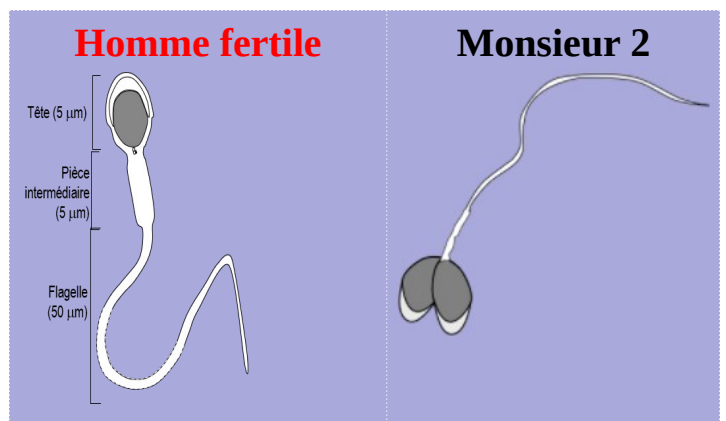 Homme fertile
Monsieur 2
Tête (5 µm)
Pièce
intermédiaire
(5 µm)
Flagelle
(50 µm)